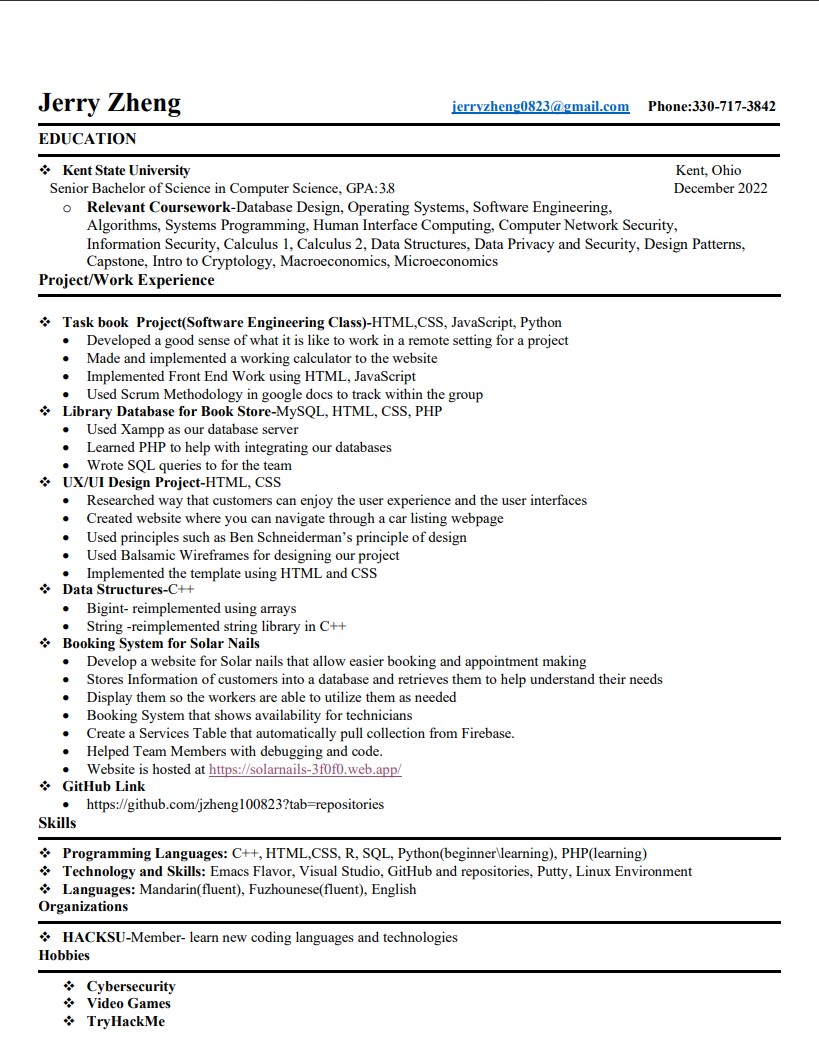 Jerry Zheng jerryzheng0823@gmail.com Phone:330-717-3842
EDUCATION
❖ Kent State University Kent, Ohio
Senior Bachelor of Science in Computer Science, GPA:3.8 December 2022
o Relevant Coursework-Database Design, Operating Systems, Software Engineering,
Algorithms, Systems Programming, Human Interface Computing, Computer Network Security,
Information Security, Calculus 1, Calculus 2, Data Structures, Data Privacy and Security, Design Patterns,
Capstone, Intro to Cryptology, Macroeconomics, Microeconomics
Project/Work Experience
❖ Task book Project(Software Engineering Class)-HTML,CSS, JavaScript, Python
• Developed a good sense of what it is like to work in a remote setting for a project
• Made and implemented a working calculator to the website
• Implemented Front End Work using HTML, JavaScript
• Used Scrum Methodology in google docs to track within the group
❖ Library Database for Book Store-MySQL, HTML, CSS, PHP
• Used Xampp as our database server
• Learned PHP to help with integrating our databases
• Wrote SQL queries to for the team
❖ UX/UI Design Project-HTML, CSS
• Researched way that customers can enjoy the user experience and the user interfaces
• Created website where you can navigate through a car listing webpage
• Used principles such as Ben Schneiderman’s principle of design
• Used Balsamic Wireframes for designing our project
• Implemented the template using HTML and CSS
❖ Data Structures-C++
• Bigint- reimplemented using arrays
• String -reimplemented string library in C++
❖ Booking System for Solar Nails
• Develop a website for Solar nails that allow easier booking and appointment making
• Stores Information of customers into a database and retrieves them to help understand their needs
• Display them so the workers are able to utilize them as needed
• Booking System that shows availability for technicians
• Create a Services Table that automatically pull collection from Firebase.
• Helped Team Members with debugging and code.
• Website is hosted at https://solarnails-3f0f0.web.app/
❖ GitHub Link
• https://github.com/jzheng100823?tab=repositories
Skills
❖ Programming Languages: C++, HTML,CSS, R, SQL, Python(beginner\learning), PHP(learning)
❖ Technology and Skills: Emacs Flavor, Visual Studio, GitHub and repositories, Putty, Linux Environment
❖ Languages: Mandarin(fluent), Fuzhounese(fluent), English
Organizations
❖ HACKSU-Member- learn new coding languages and technologies
Hobbies
❖ Cybersecurity
❖ Video Games
❖ TryHackMe